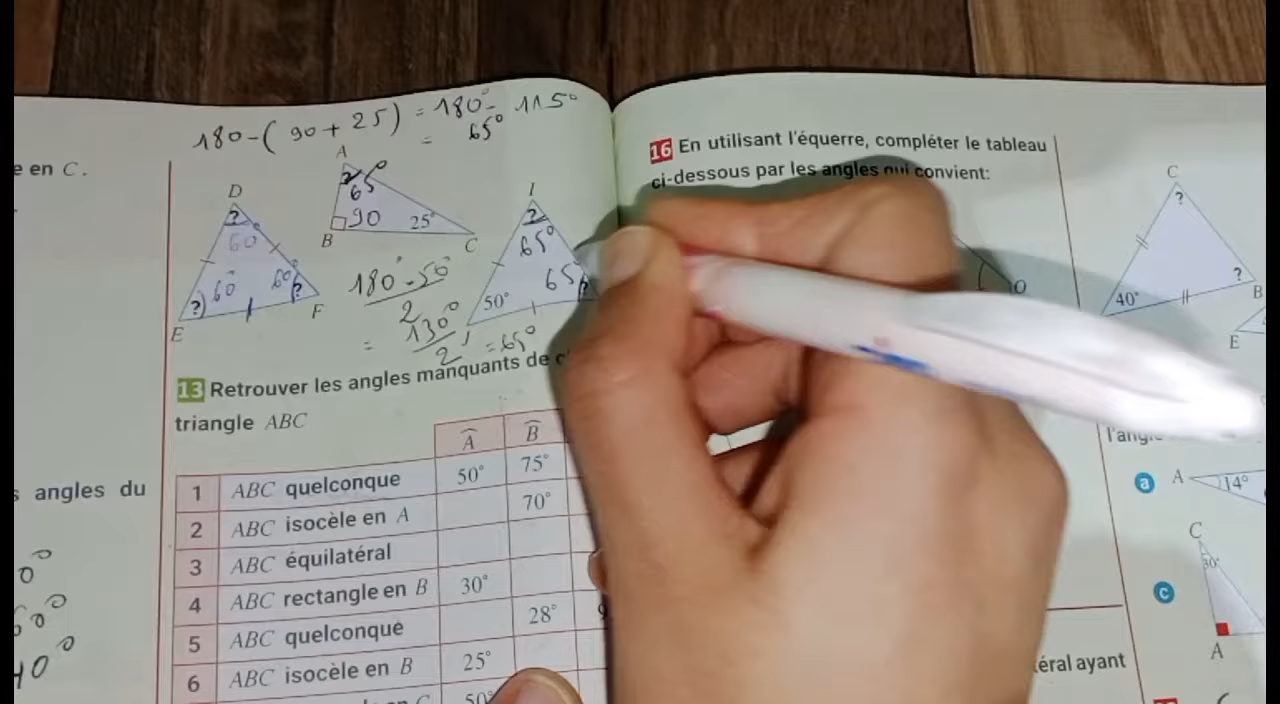 180-( 90+ 25) = 180°- 115°
= 65°
e en C.
D
?
60
?
60°
60°
?
E
F
A
?
65°
90
25°
B
C
180°-50°
2
= 130°
2
= 65°
I
?
65°
65°
50°
?
J
13 Retrouver les angles manquants de c
triangle ABC
A B
1 ABC quelconque 50° 75°
2 ABC isocèle en A 70°
3 ABC équilatéral
4 ABC rectangle en B 30°
5 ABC quelconque 28° 9
6 ABC isocèle en B 25°
50°
s angles du
16 En utilisant l'équerre, compléter le tableau
ci-dessous par les angles qui convient:
O
éral ayant
C
?
40°
?
B
E
l'angle
a A 14°
C
30°
c
A